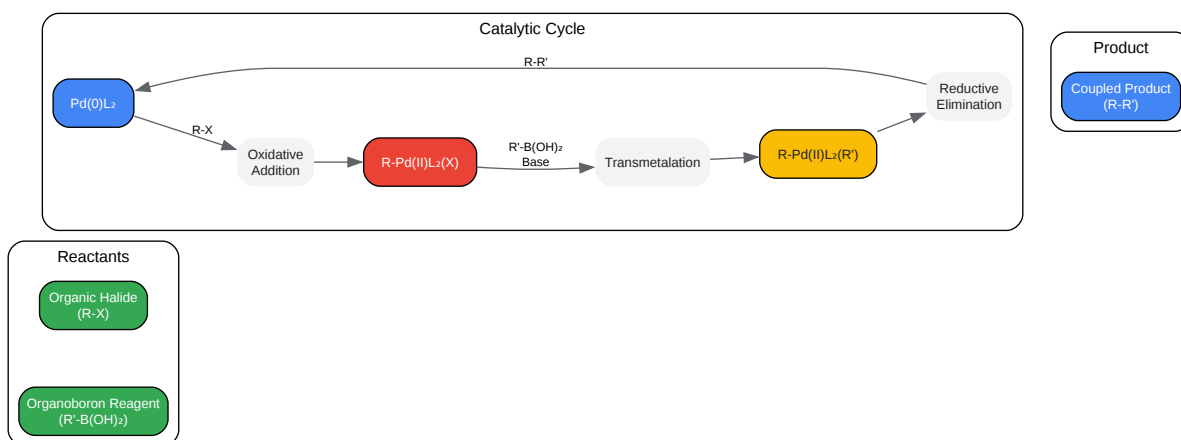 Catalytic Cycle
Product
R-R'
Pd(0)L₂
R-X
Oxidative
Addition
R-Pd(II)L₂(X)
R'-B(OH)₂
Base
Transmetalation
R-Pd(II)L₂(R')
Reductive
Elimination
Coupled Product
(R-R')
Reactants
Organic Halide
(R-X)
Organoboron Reagent
(R'-B(OH)₂)